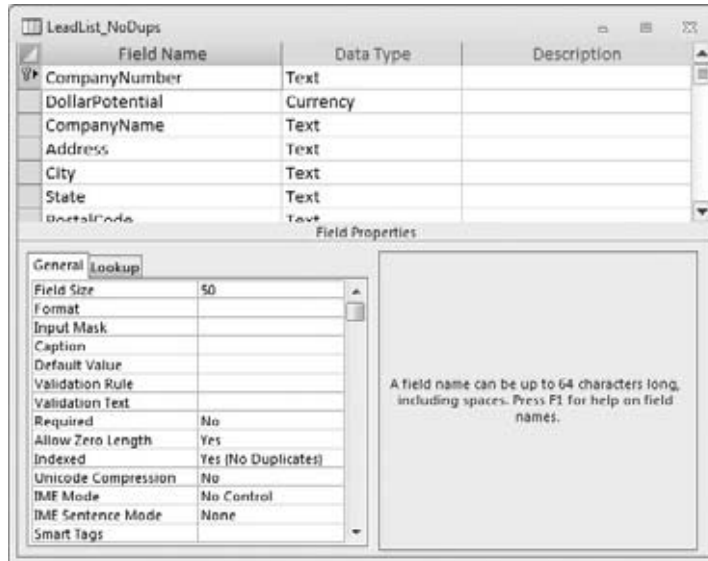 LeadList_NoDups
Field Name Data Type Description
CompanyNumber Text
DollarPotential Currency
CompanyName Text
Address Text
City Text
State Text
PostalCode Text
Field Properties
General Lookup
Field Size 50
Format
Input Mask
Caption
Default Value
Validation Rule
Validation Text
Required No
Allow Zero Length Yes
Indexed Yes (No Duplicates)
Unicode Compression No
IME Mode No Control
IME Sentence Mode None
Smart Tags
A field name can be up to 64 characters long,
including spaces. Press F1 for help on field
names.